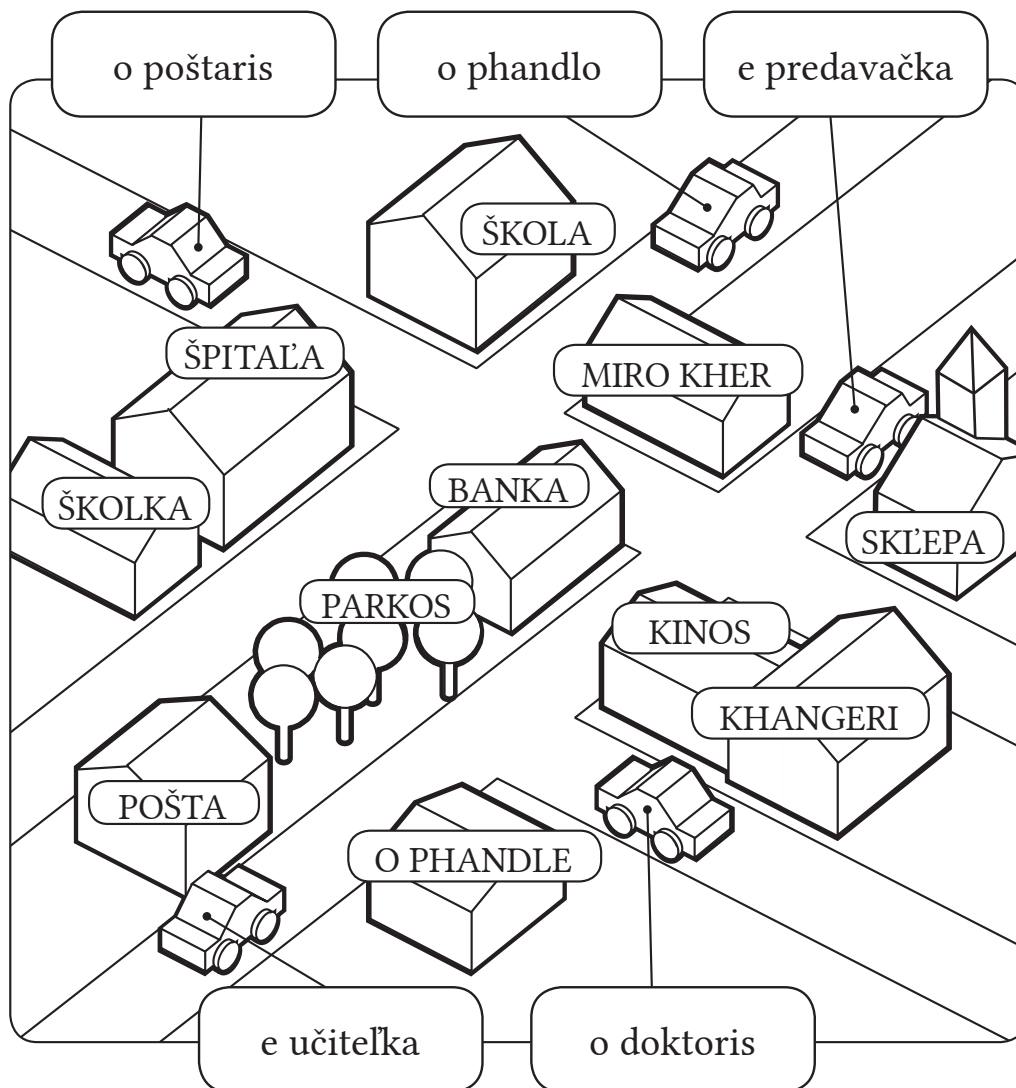 o poštaris
o phandlo
e predavačka
ŠKOLA
ŠPITAĽA
MIRO KHER
BANKA
ŠKOLKA
SKĽEPA
PARKOS
KINOS
KHANGERI
POŠTA
O PHANDLE
e učiteľka
o doktoris